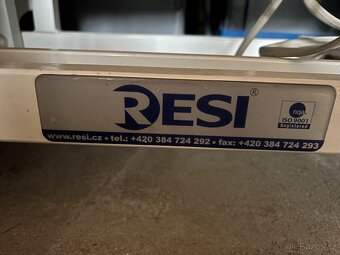 RESI®
ISO 9001
Registered
www.resi.cz • tel.: +420 384 724 292 • fax: +420 384 724 293